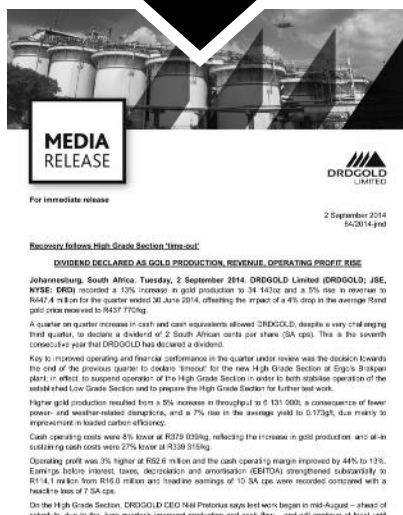 MEDIA
RELEASE
DRDGOLD
LIMITED
For immediate release
2 September 2014
54/2014-jmd
Recovery follows High Grade Section 'time-out'
DIVIDEND DECLARED AS GOLD PRODUCTION, REVENUE, OPERATING PROFIT RISE
Johannesburg, South Africa. Tuesday, 2 September 2014. DRDGOLD Limited (DRDGOLD; JSE,
NYSE: DRD) recorded a 13% increase in gold production to 34 143oz and a 5% rise in revenue to
R447.4 million for the quarter ended 30 June 2014, offsetting the impact of a 4% drop in the average Rand
gold price received to R437 770/kg.
A quarter on quarter increase in cash and cash equivalents allowed DRDGOLD, despite a very challenging
third quarter, to declare a dividend of 2 South African cents per share (SA cps). This is the seventh
consecutive year that DRDGOLD has declared a dividend.
Key to improved operating and financial performance in the quarter under review was the decision towards
the end of the previous quarter to declare 'timeout' for the new High Grade Section at Ergo's Brakpan
plant; in effect, to suspend operation of the High Grade Section in order to both stabilise operation of the
established Low Grade Section and to prepare the High Grade Section for further test work.
Higher gold production resulted from a 5% increase in throughput to 6 131 000t, a consequence of fewer
power- and weather-related disruptions, and a 7% rise in the average yield to 0.173g/t, due mainly to
improvement in loaded carbon efficiency.
Cash operating costs were 8% lower at R379 039/kg, reflecting the increase in gold production, and all-in
sustaining cash costs were 27% lower at R339 315/kg.
Operating profit was 3% higher at R62.6 million and the cash operating margin improved by 44% to 13%.
Earnings before interest, taxes, depreciation and amortisation (EBITDA) strengthened substantially to
R114.1 million from R16.0 million and headline earnings of 10 SA cps were recorded compared with a
headline loss of 7 SA cps.
On the High Grade Section, DRDGOLD CEO Niël Pretorius says test work began in mid-August – ahead of